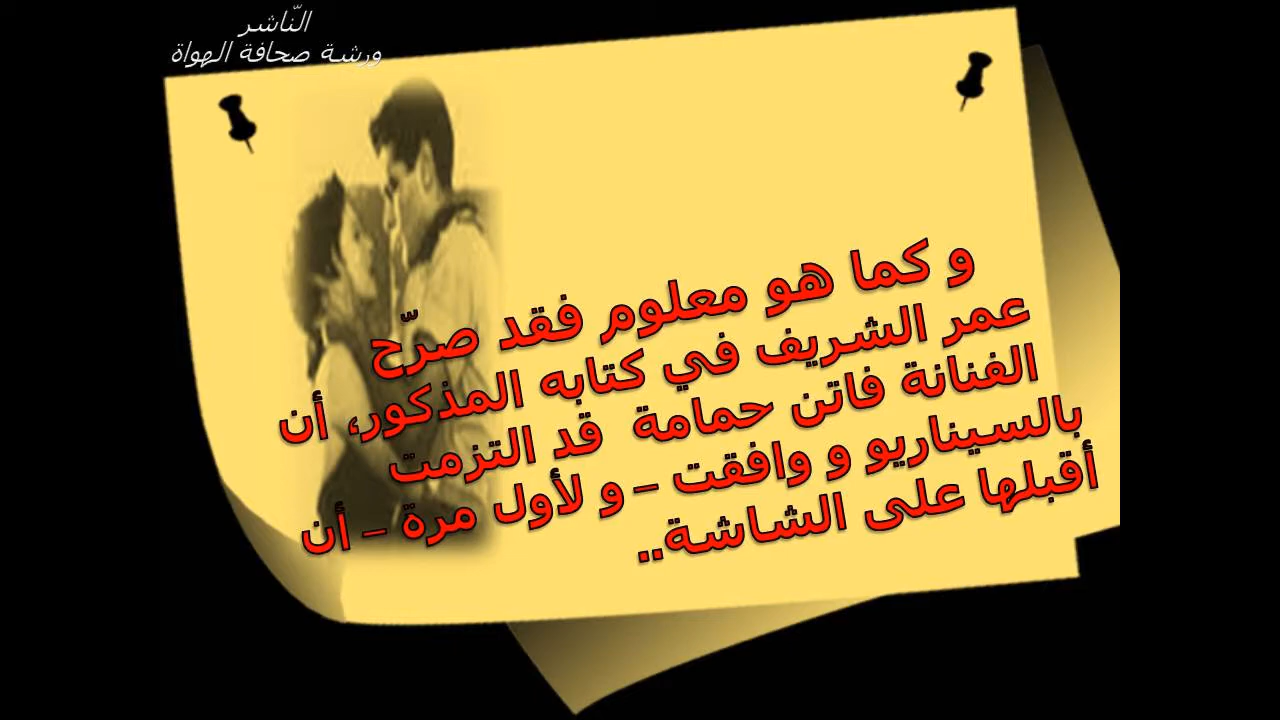 النّاشر
ورشة صحافة الهواة
و كما هو معلوم فقد صرّح
عمر الشريف في كتابه المذكور، أن
الفنانة فاتن حمامة قد التزمت
بالسيناريو و وافقت – و لأول مرة – أن
أقبلها على الشاشة..